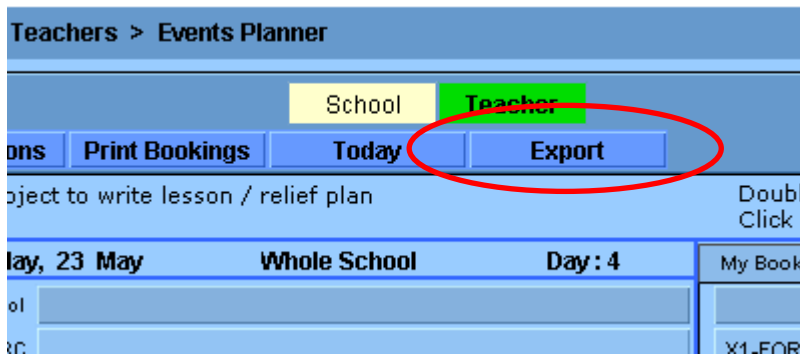 Teachers > Events Planner
School Teacher
ons Print Bookings Today Export
oject to write lesson / relief plan Doubl
Click
lay, 23 May Whole School Day : 4 My Book
ol
RC X1-FOR